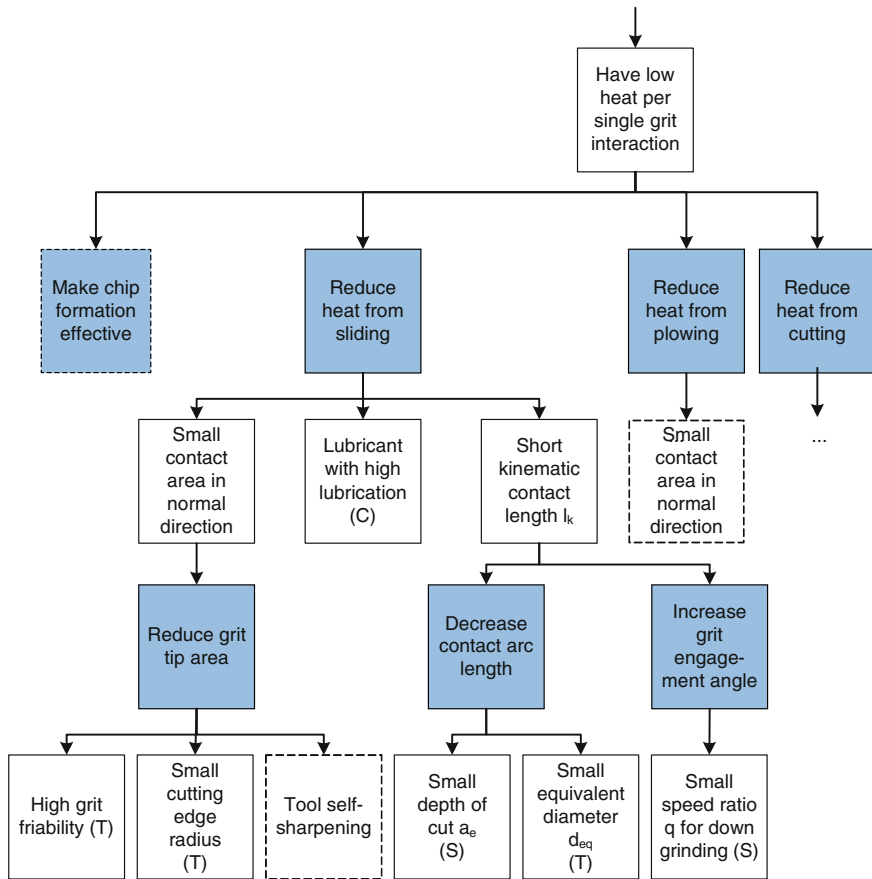 Have low
heat per
single grit
interaction
Make chip
formation
effective
Reduce
heat from
sliding
Reduce
heat from
plowing
Reduce
heat from
cutting
Small
contact
area in
normal
direction
Lubricant
with high
lubrication
(C)
Short
kinematic
contact
length lₖ
Small
contact
area in
normal
direction
...
...
Reduce grit
tip area
Decrease
contact arc
length
Increase
grit
engage-
ment angle
High grit
friability (T)
Small
cutting
edge
radius
(T)
Tool self-
sharpening
Small
depth of
cut aₑ
(S)
Small
equivalent
diameter
d_eq
(T)
Small
speed ratio
q for down
grinding (S)